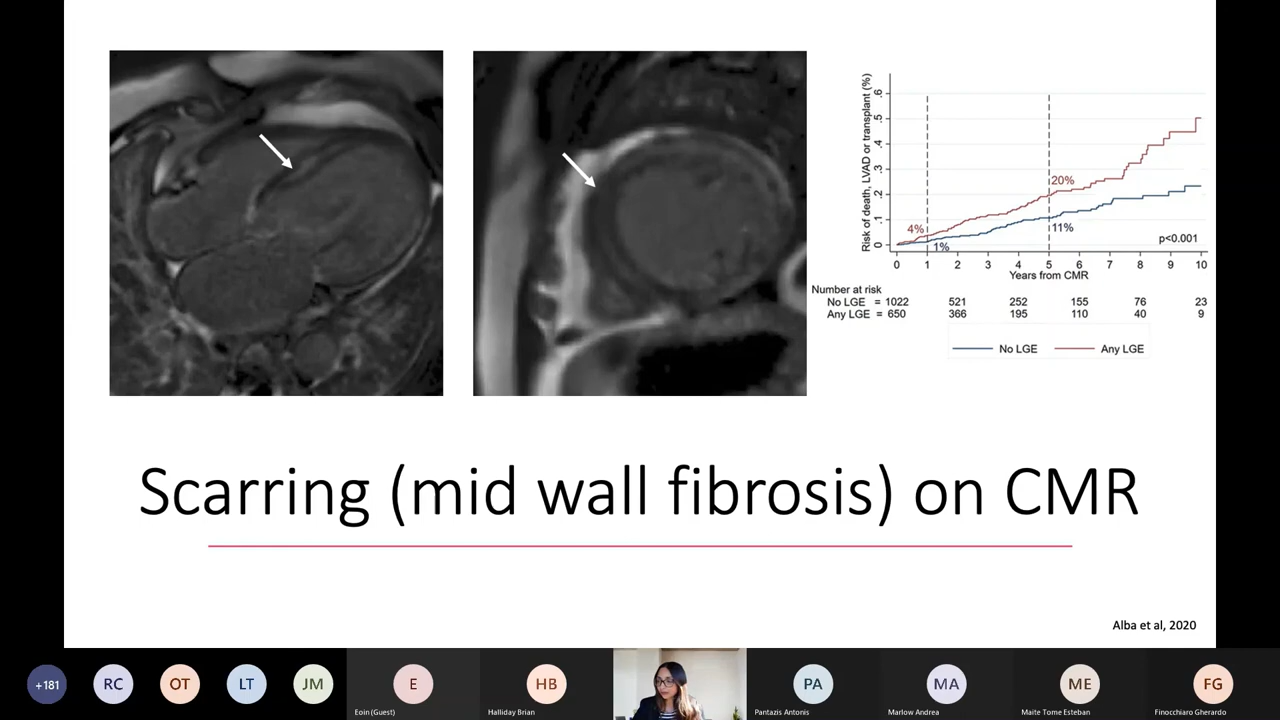 Risk of death, LVAD or transplant (%)
.6
.5
.4
.3
.2
.1
0
4%
1%
20%
11%
p<0.001
0 1 2 3 4 5 6 7 8 9 10
Years from CMR
Number at risk
No LGE = 1022 521 252 155 76 23
Any LGE = 650 366 195 110 40 9
No LGE Any LGE
Scarring (mid wall fibrosis) on CMR
Alba et al, 2020
+181 RC OT LT JM E HB PA MA ME FG
Eoin (Guest) Halliday Brian Pantazis Antonis Marlow Andrea Maite Tome Esteban Finocchiaro Gherardo